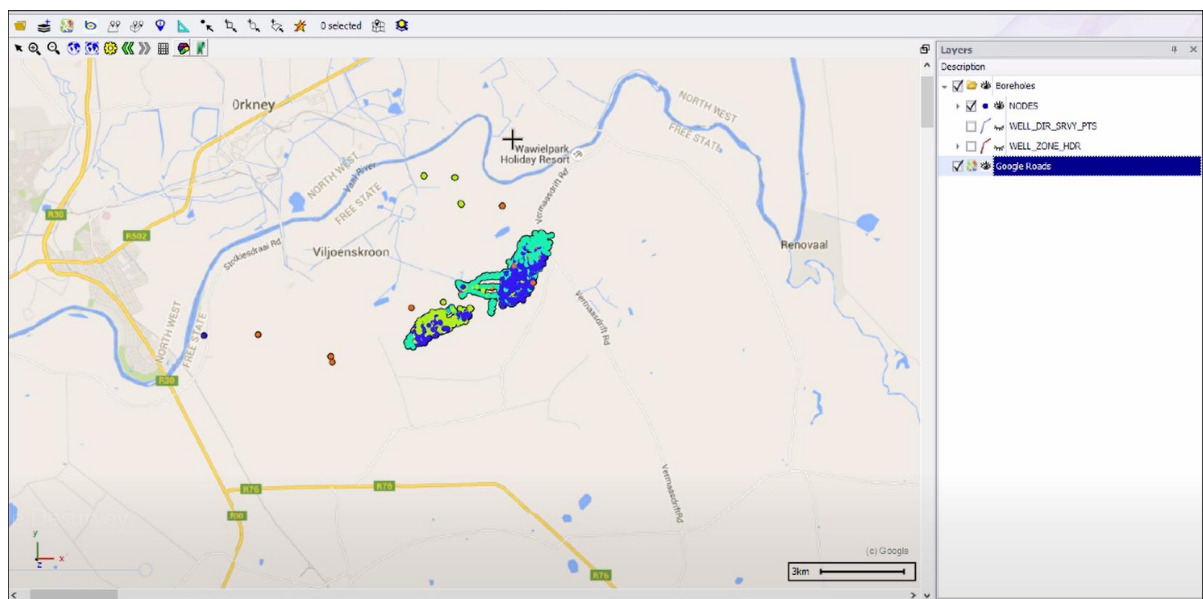 0 selected
Layers
Description
Boreholes
NODES
WELL_DIR_SRVY_PTS
WELL_ZONE_HDR
Google Roads
Orkney
NORTH WEST
FREE STATE
Wawielpark
Holiday Resort
NORTH WEST
Vaal River
FREE STATE
Vermaasdrift Rd
R30
R502
Stokkiesdraai Rd
Viljoenskroon
Renovaal
NORTH WEST
FREE STATE
Vermaasdrift Rd
R30
R76
R76
Vermaasdrift Rd
R30
y
x
z
(c) Google
3km
R76